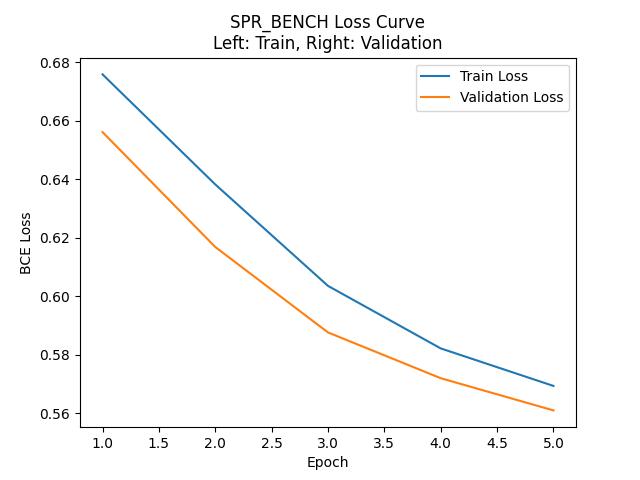 SPR_BENCH Loss Curve
Left: Train, Right: Validation
Train Loss
Validation Loss
BCE Loss
0.68
0.66
0.64
0.62
0.60
0.58
0.56
1.0 1.5 2.0 2.5 3.0 3.5 4.0 4.5 5.0
Epoch